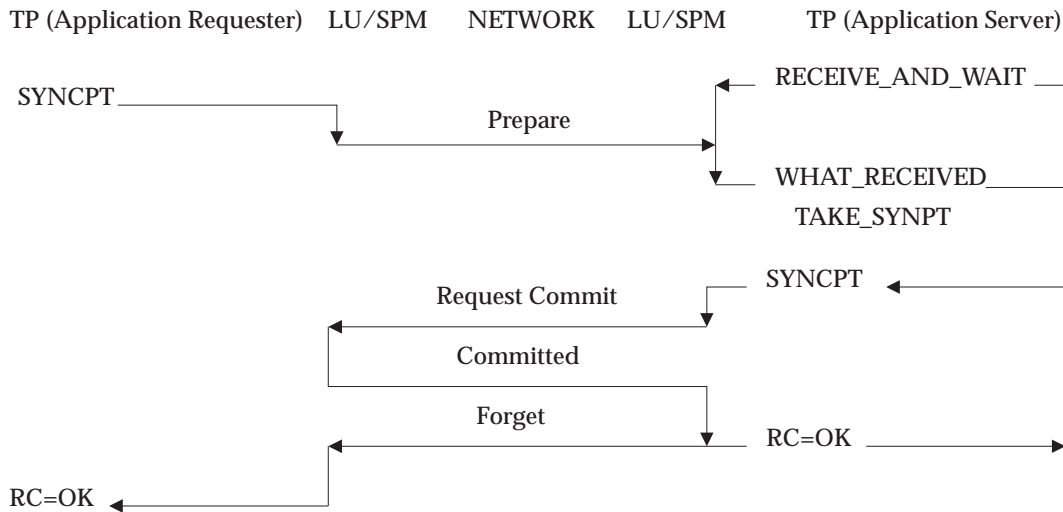 TP (Application Requester) LU/SPM NETWORK LU/SPM TP (Application Server)
RECEIVE_AND_WAIT
SYNCPT
Prepare
WHAT_RECEIVED
TAKE_SYNPT
SYNCPT
Request Commit
Committed
Forget
RC=OK
RC=OK